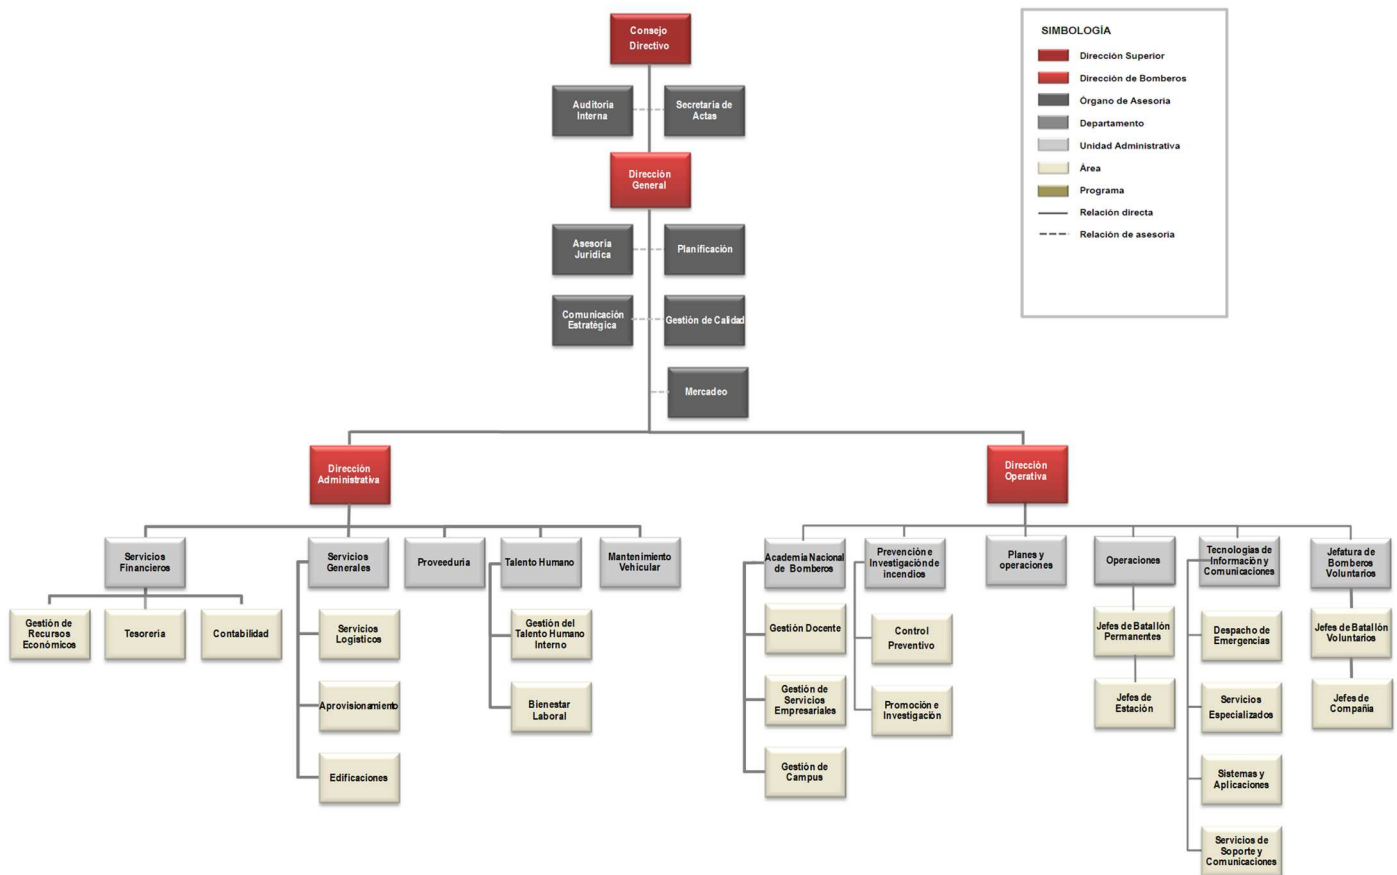 Consejo
Directivo
SIMBOLOGÍA
Dirección Superior
Dirección de Bomberos
Órgano de Asesoría
Departamento
Unidad Administrativa
Área
Programa
Relación directa
Relación de asesoría
Auditoría
Interna
Secretaria de
Actas
Dirección
General
Asesoría
Jurídica
Planificación
Comunicación
Estratégica
Gestión de Calidad
Mercadeo
Dirección
Administrativa
Dirección
Operativa
Servicios
Financieros
Servicios
Generales
Proveeduría
Talento Humano
Mantenimiento
Vehicular
Academia Nacional
de Bomberos
Prevención e
Investigación de
incendios
Planes y
operaciones
Operaciones
Tecnologías de
Información y
Comunicaciones
Jefatura de
Bomberos
Voluntarios
Gestión de
Recursos
Económicos
Tesorería
Contabilidad
Servicios
Logísticos
Gestión del
Talento Humano
Interno
Gestión Docente
Control
Preventivo
Jefes de Batallón
Permanentes
Despacho de
Emergencias
Jefes de Batallón
Voluntarios
Aprovisionamiento
Bienestar
Laboral
Gestión de
Servicios
Empresariales
Promoción e
Investigación
Jefes de
Estación
Servicios
Especializados
Jefes de
Compañía
Edificaciones
Gestión de
Campus
Sistemas y
Aplicaciones
Servicios de
Soporte y
Comunicaciones